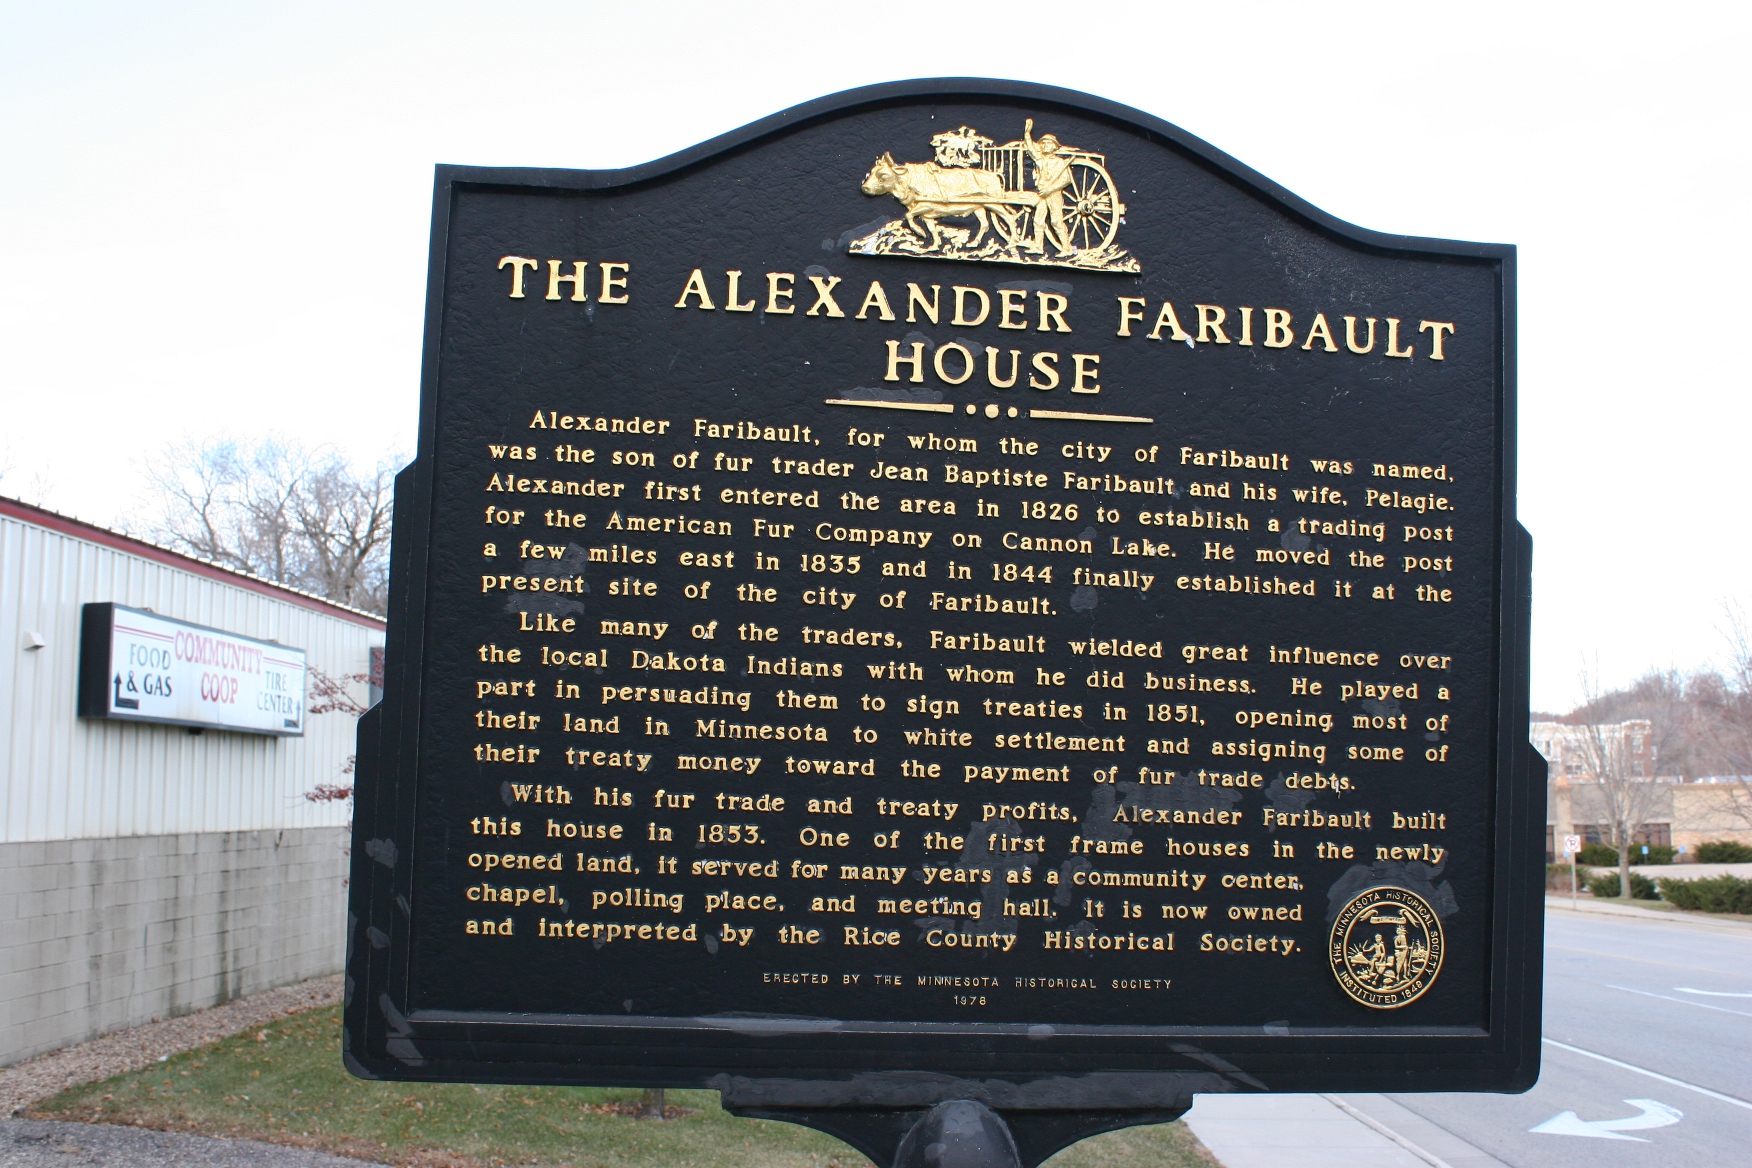 THE ALEXANDER FARIBAULT
HOUSE
Alexander Faribault, for whom the city of Faribault was named,
was the son of fur trader Jean Baptiste Faribault and his wife, Pelagie.
Alexander first entered the area in 1826 to establish a trading post
for the American Fur Company on Cannon Lake. He moved the post
a few miles east in 1835 and in 1844 finally established it at the
present site of the city of Faribault.
Like many of the traders, Faribault wielded great influence over
the local Dakota Indians with whom he did business. He played a
part in persuading them to sign treaties in 1851, opening most of
their land in Minnesota to white settlement and assigning some of
their treaty money toward the payment of fur trade debts.
With his fur trade and treaty profits, Alexander Faribault built
this house in 1853. One of the first frame houses in the newly
opened land, it served for many years as a community center,
chapel, polling place, and meeting hall. It is now owned
and interpreted by the Rice County Historical Society.
ERECTED BY THE MINNESOTA HISTORICAL SOCIETY
1978
THE MINNESOTA HISTORICAL SOCIETY
INSTITUTED 1849
FOOD
& GAS
COMMUNITY
COOP
TIRE
CENTER